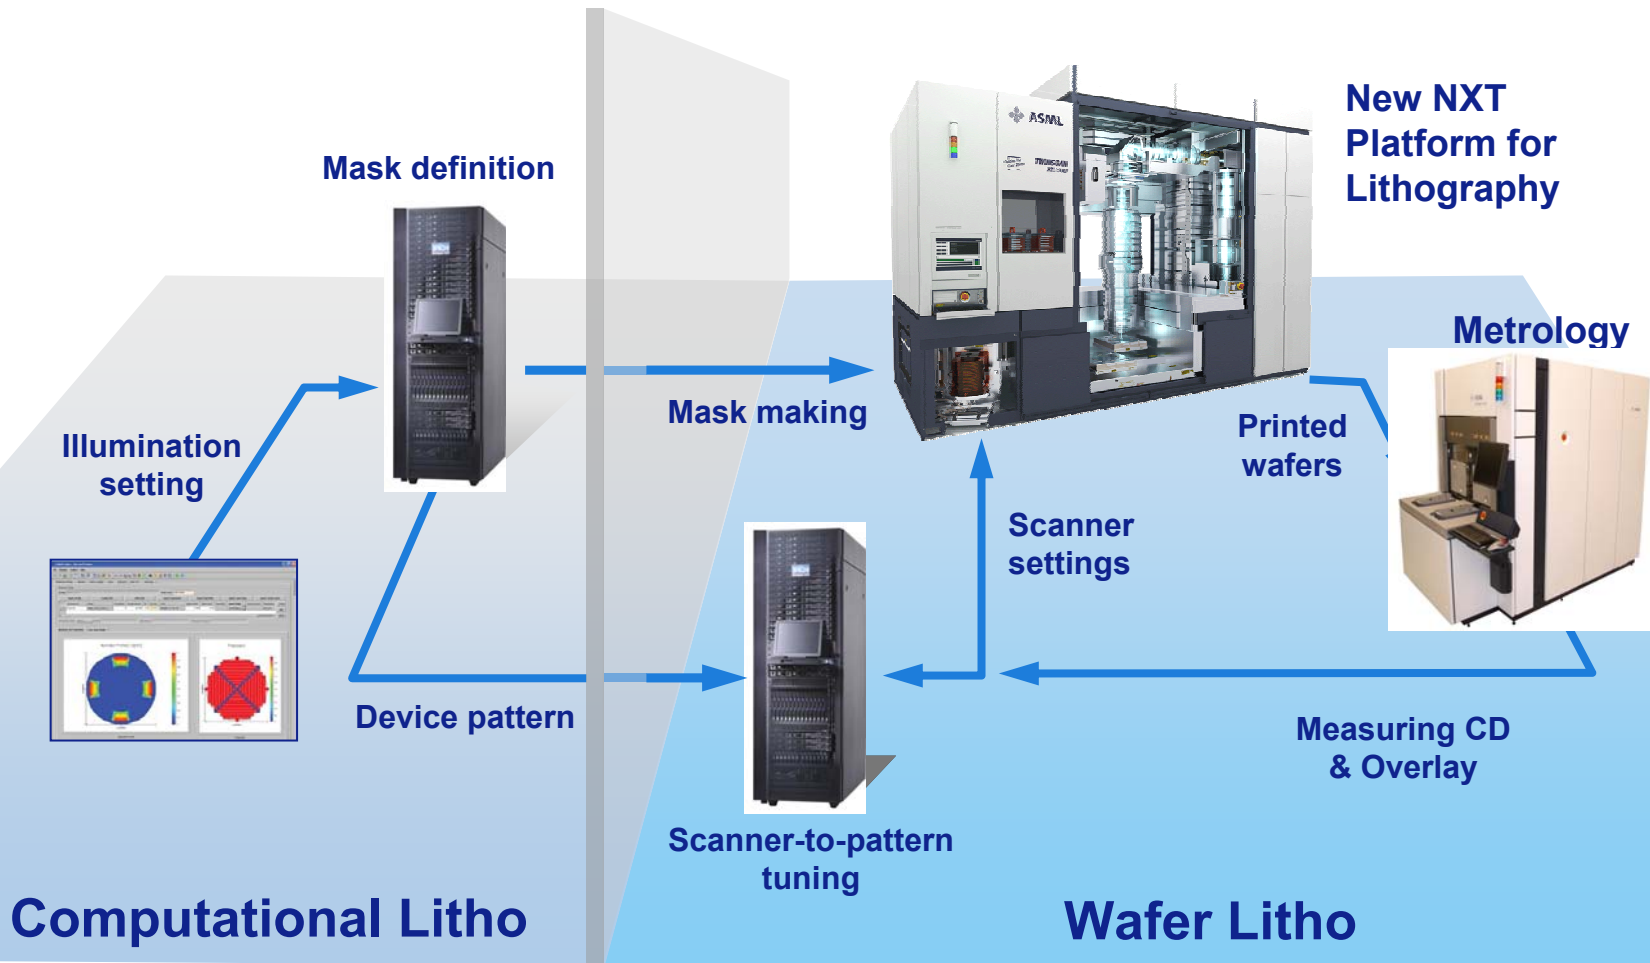 New NXT
Platform for
Lithography
Mask definition
ASML
Metrology
Mask making
Printed
wafers
Illumination
setting
Scanner
settings
Device pattern
Measuring CD
& Overlay
Scanner-to-pattern
tuning
Computational Litho
Wafer Litho